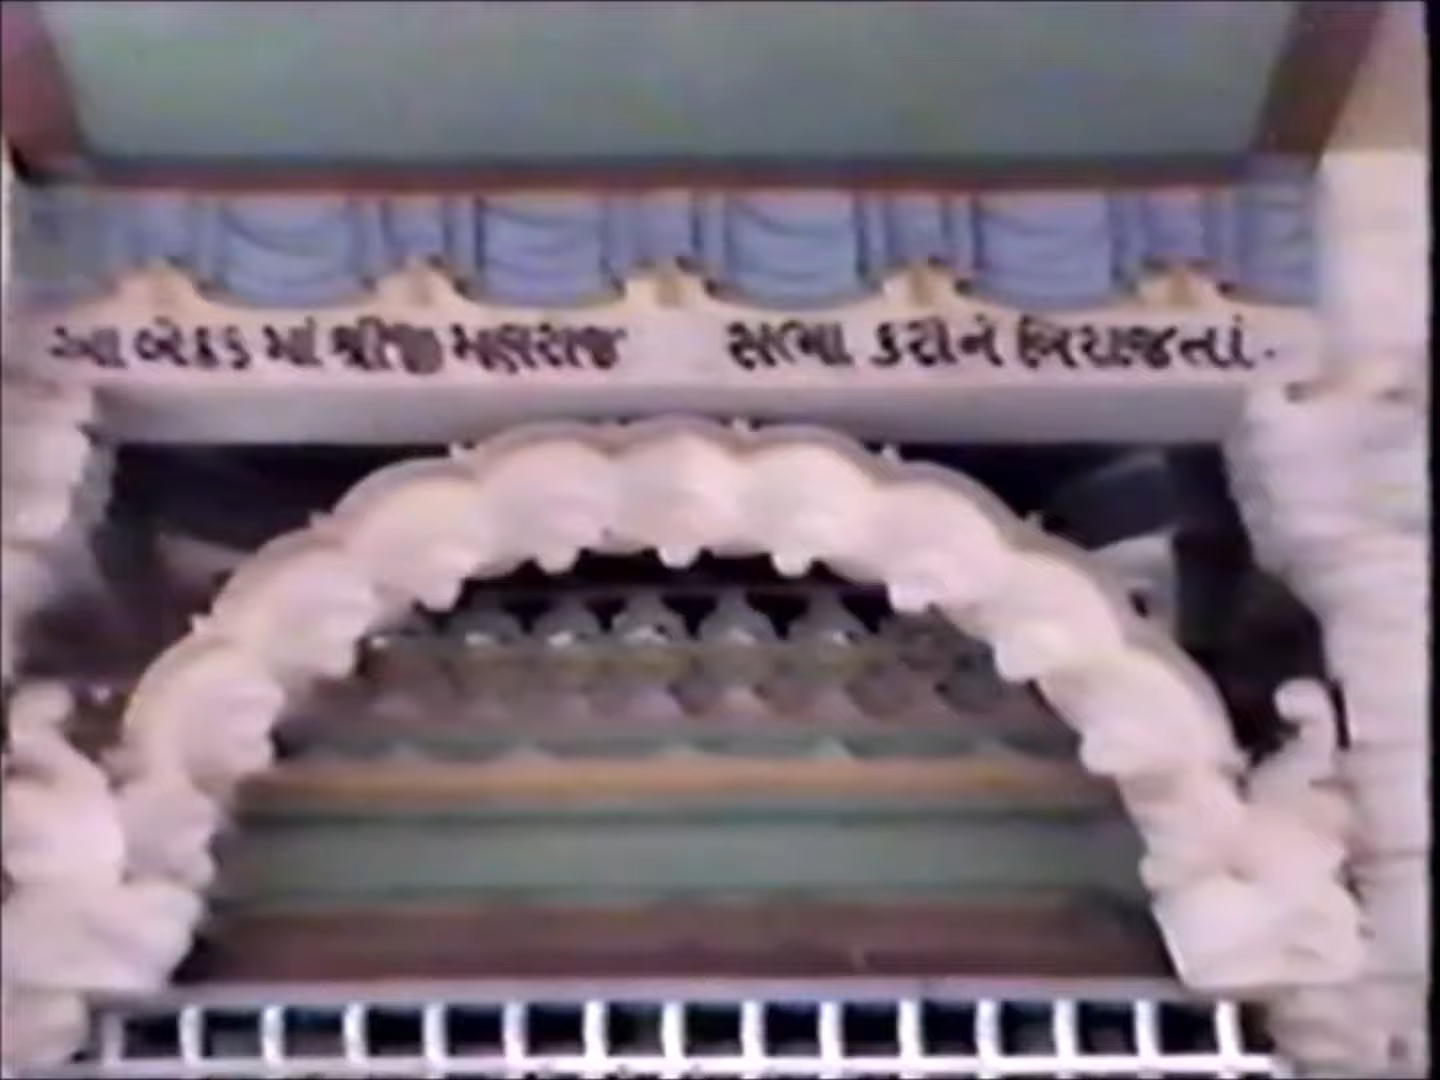 આ બેઠક માં શ્રીજી મહારાજ સભા કરીને બિરાજતાં.